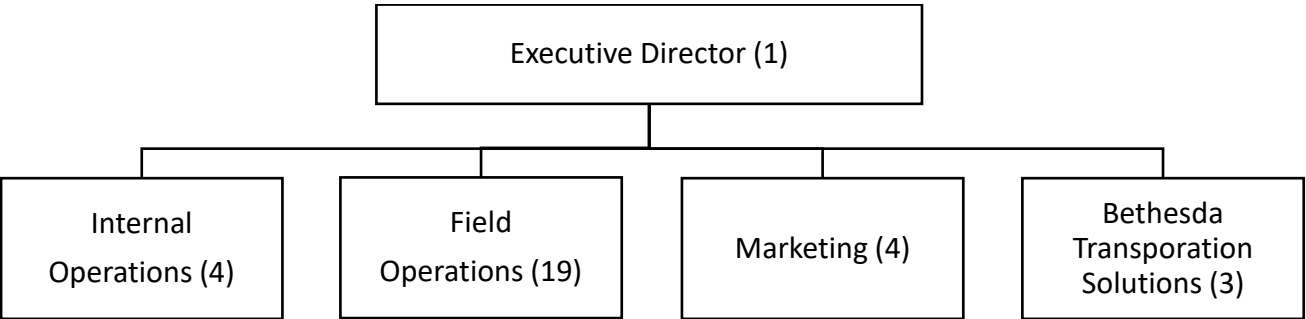 Executive Director (1)
Internal
Operations (4)
Field
Operations (19)
Marketing (4)
Bethesda
Transporation
Solutions (3)